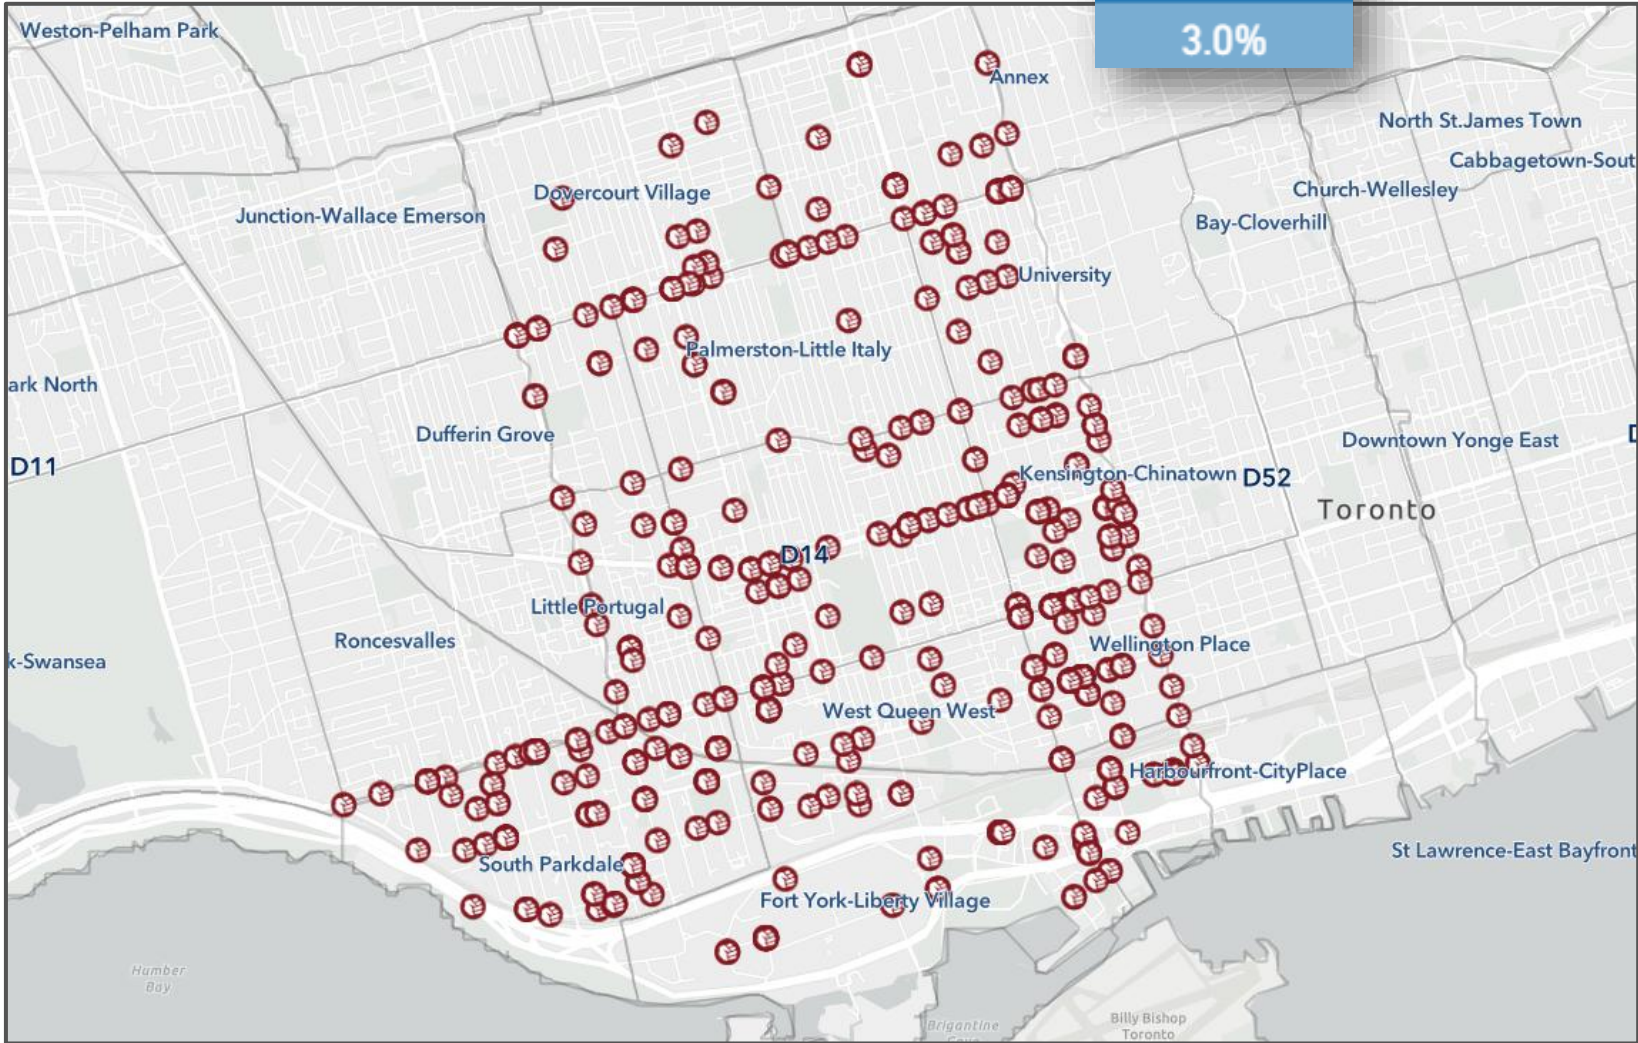 Weston-Pelham Park
3.0%
Annex
North St.James Town
Cabbagetown-Sout
Dovercourt Village
Church-Wellesley
Junction-Wallace Emerson
Bay-Cloverhill
University
Palmerston-Little Italy
ark North
Dufferin Grove
Downtown Yonge East
D11
Kensington-Chinatown
D52
Toronto
D14
Little Portugal
Roncesvalles
Wellington Place
k-Swansea
West Queen West
Harbourfront-CityPlace
St Lawrence-East Bayfront
South Parkdale
Fort York-Liberty Village
Humber
Bay
Billy Bishop
Toronto
Brigantine
Cove